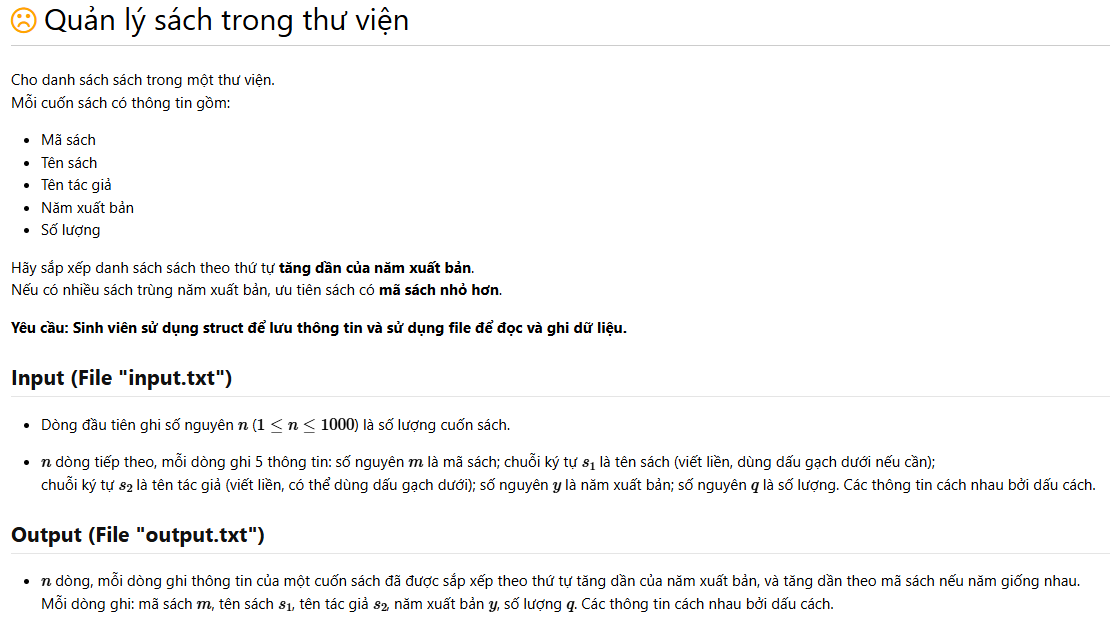 Quản lý sách trong thư viện
Cho danh sách sách trong một thư viện.
Mỗi cuốn sách có thông tin gồm:
• Mã sách
• Tên sách
• Tên tác giả
• Năm xuất bản
• Số lượng
Hãy sắp xếp danh sách sách theo thứ tự tăng dần của năm xuất bản.
Nếu có nhiều sách trùng năm xuất bản, ưu tiên sách có mã sách nhỏ hơn.
Yêu cầu: Sinh viên sử dụng struct để lưu thông tin và sử dụng file để đọc và ghi dữ liệu.
Input (File "input.txt")
• Dòng đầu tiên ghi số nguyên n (1 ≤ n ≤ 1000) là số lượng cuốn sách.
• n dòng tiếp theo, mỗi dòng ghi 5 thông tin: số nguyên m là mã sách; chuỗi ký tự s₁ là tên sách (viết liền, dùng dấu gạch dưới nếu cần);
chuỗi ký tự s₂ là tên tác giả (viết liền, có thể dùng dấu gạch dưới); số nguyên y là năm xuất bản; số nguyên q là số lượng. Các thông tin cách nhau bởi dấu cách.
Output (File "output.txt")
• n dòng, mỗi dòng ghi thông tin của một cuốn sách đã được sắp xếp theo thứ tự tăng dần của năm xuất bản, và tăng dần theo mã sách nếu năm giống nhau.
Mỗi dòng ghi: mã sách m, tên sách s₁, tên tác giả s₂, năm xuất bản y, số lượng q. Các thông tin cách nhau bởi dấu cách.